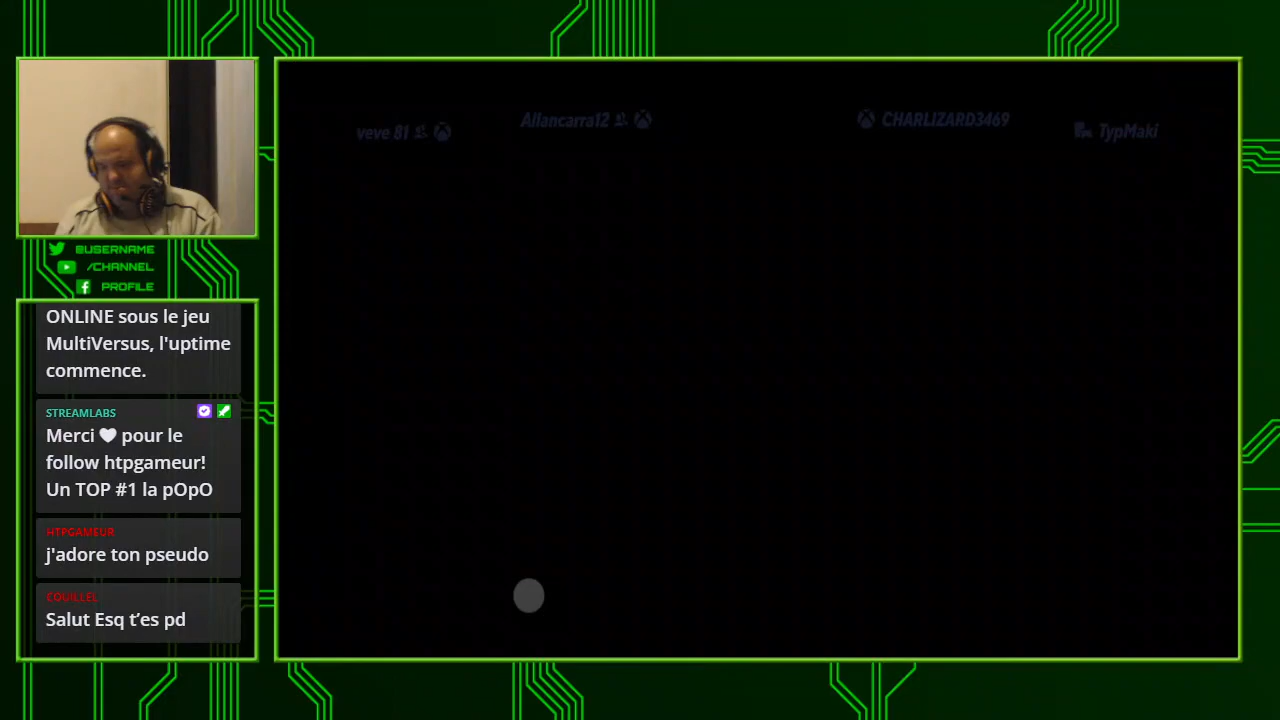 veve 81
Allancarra12
CHARLIZARD3469
TypMaki
@USERNAME
/CHANNEL
PROFILE
ONLINE sous le jeu
MultiVersus, l'uptime
commence.
STREAMLABS
Merci ♥ pour le
follow htpgameur!
Un TOP #1 la pOpO
HTPGAMEUR
j'adore ton pseudo
COUILLEL
Salut Esq t'es pd